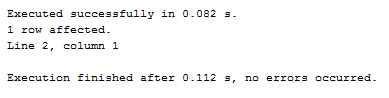 Executed successfully in 0.082 s.
1 row affected.
Line 2, column 1
Execution finished after 0.112 s, no errors occurred.